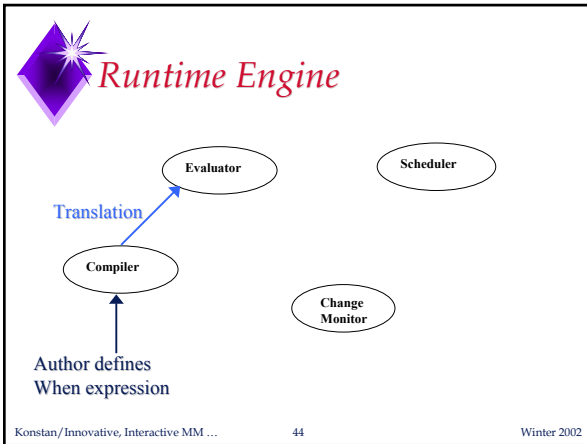 Runtime Engine
Evaluator
Scheduler
Translation
Compiler
Change
Monitor
Author defines
When expression
Konstan/Innovative, Interactive MM … 44 Winter 2002